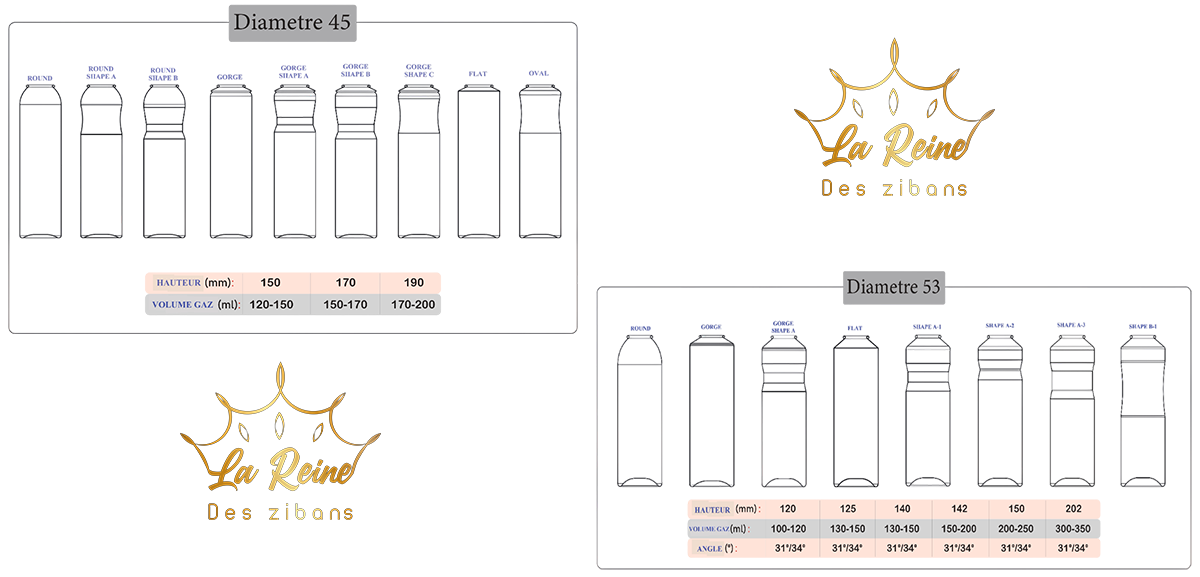 Diametre 45
ROUND
ROUND SHAPE A
ROUND SHAPE B
GORGE
GORGE SHAPE A
GORGE SHAPE B
GORGE SHAPE C
FLAT
OVAL
HAUTEUR (mm): 150 170 190
VOLUME GAZ (ml): 120-150 150-170 170-200
La Reine
Des zibans
La Reine
Des zibans
Diametre 53
ROUND
GORGE
GORGE SHAPE A
FLAT
SHAPE A-1
SHAPE A-2
SHAPE A-3
SHAPE B-1
HAUTEUR (mm) : 120 125 140 142 150 202
VOLUME GAZ(ml) : 100-120 130-150 130-150 150-200 200-250 300-350
ANGLE (°) : 31°/34° 31°/34° 31°/34° 31°/34° 31°/34° 31°/34°